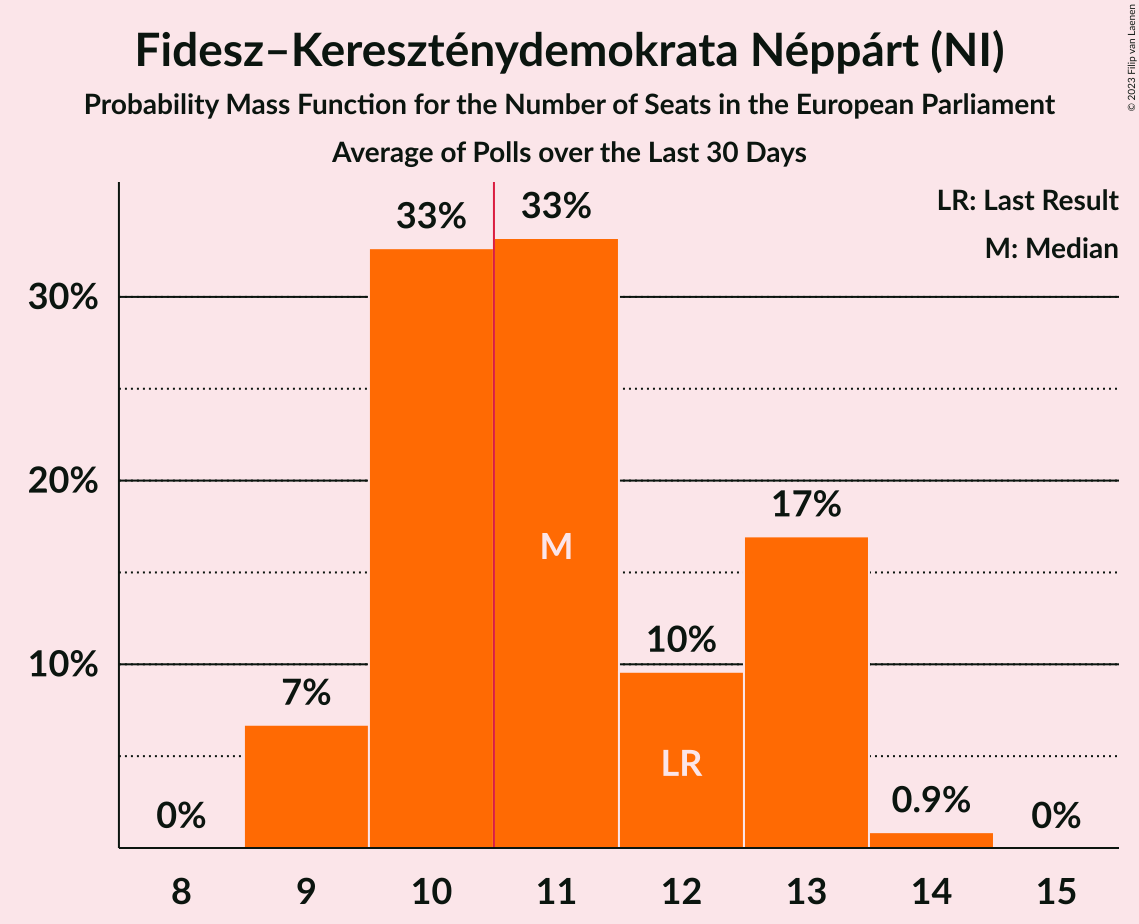 Fidesz–Kereszténydemokrata Néppárt (NI)
Probability Mass Function for the Number of Seats in the European Parliament
Average of Polls over the Last 30 Days
© 2023 Filip van Laenen
LR: Last Result
M: Median
30%
20%
10%
0%
7%
33%
33%
10%
17%
0.9%
0%
M
LR
8
9
10
11
12
13
14
15